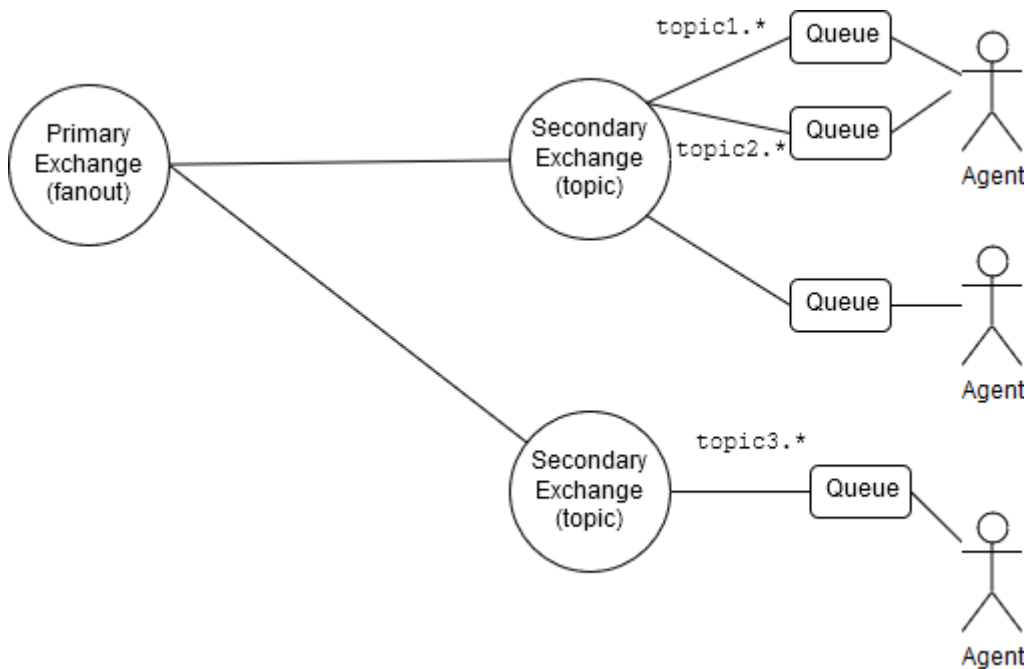 topic1.*
Queue
Primary
Exchange
(fanout)
Secondary
Exchange
(topic)
Queue
topic2.*
Agent
Queue
Agent
Secondary
Exchange
(topic)
topic3.*
Queue
Agent